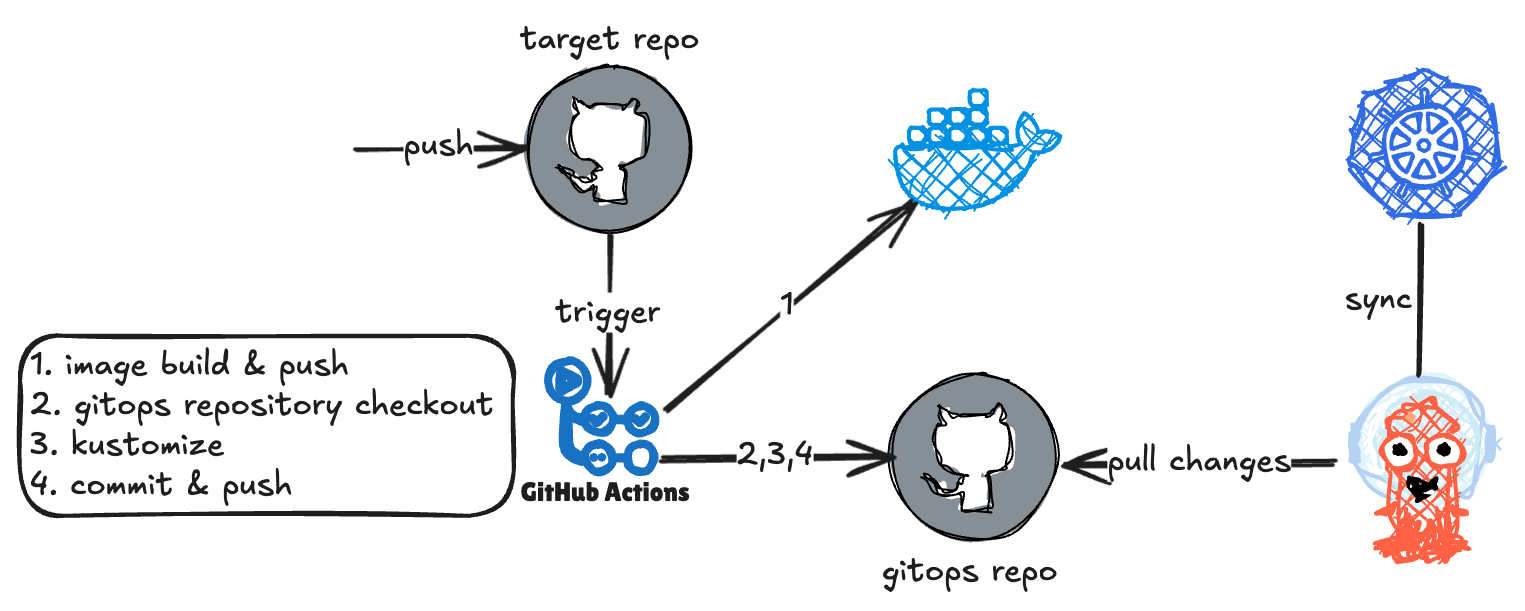 target repo
push
trigger
1
sync
1. image build & push
2. gitops repository checkout
3. kustomize
4. commit & push
2,3,4
pull changes
GitHub Actions
gitops repo